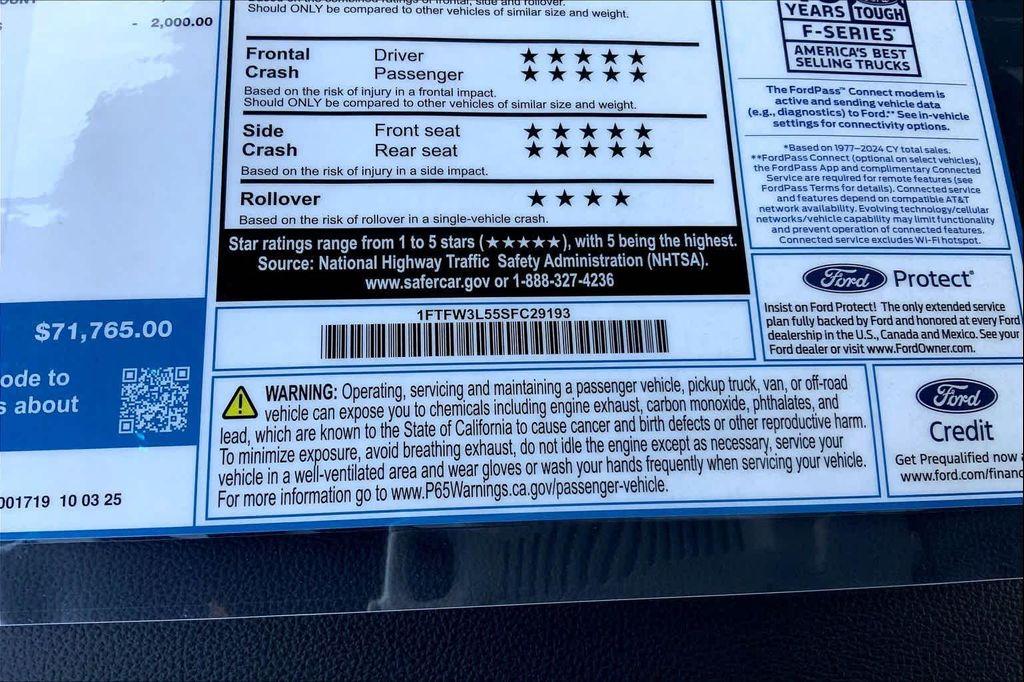 - 2,000.00
$71,765.00
ode to
s about
001719 10 03 25
Should ONLY be compared to other vehicles of similar size and weight.
Frontal Driver ★★★★★
Crash Passenger ★★★★★
Based on the risk of injury in a frontal impact.
Should ONLY be compared to other vehicles of similar size and weight.
Side Front seat ★★★★★
Crash Rear seat ★★★★★
Based on the risk of injury in a side impact.
Rollover ★★★★
Based on the risk of rollover in a single-vehicle crash.
Star ratings range from 1 to 5 stars (★★★★★), with 5 being the highest.
Source: National Highway Traffic Safety Administration (NHTSA).
www.safercar.gov or 1-888-327-4236
1FTFW3L55SFC29193
WARNING: Operating, servicing and maintaining a passenger vehicle, pickup truck, van, or off-road
vehicle can expose you to chemicals including engine exhaust, carbon monoxide, phthalates, and
lead, which are known to the State of California to cause cancer and birth defects or other reproductive harm.
To minimize exposure, avoid breathing exhaust, do not idle the engine except as necessary, service your
vehicle in a well-ventilated area and wear gloves or wash your hands frequently when servicing your vehicle.
For more information go to www.P65Warnings.ca.gov/passenger-vehicle.
YEARS TOUGH
F-SERIES
AMERICA'S BEST
SELLING TRUCKS
The FordPass™ Connect modem is
active and sending vehicle data
(e.g., diagnostics) to Ford.** See in-vehicle
settings for connectivity options.
*Based on 1977-2024 CY total sales.
**FordPass Connect (optional on select vehicles),
the FordPass App and complimentary Connected
Service are required for remote features (see
FordPass Terms for details). Connected service
and features depend on compatible AT&T
network availability. Evolving technology/cellular
networks/vehicle capability may limit functionality
and prevent operation of connected features.
Connected service excludes Wi-Fi hotspot.
Ford Protect®
Insist on Ford Protect! The only extended service
plan fully backed by Ford and honored at every Ford
dealership in the U.S., Canada and Mexico. See your
Ford dealer or visit www.FordOwner.com.
Ford
Credit
Get Prequalified now
www.ford.com/financ